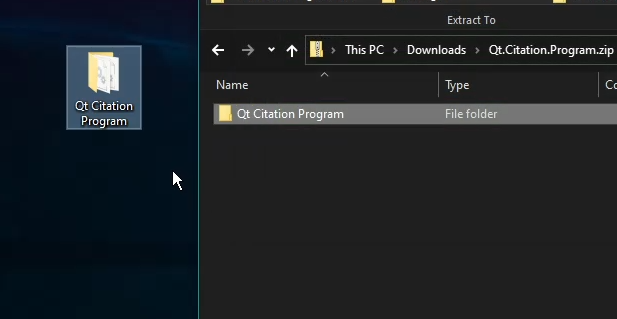 Extract To
This PC > Downloads > Qt.Citation.Program.zip
Name Type
Qt Citation Program File folder
Qt Citation
Program